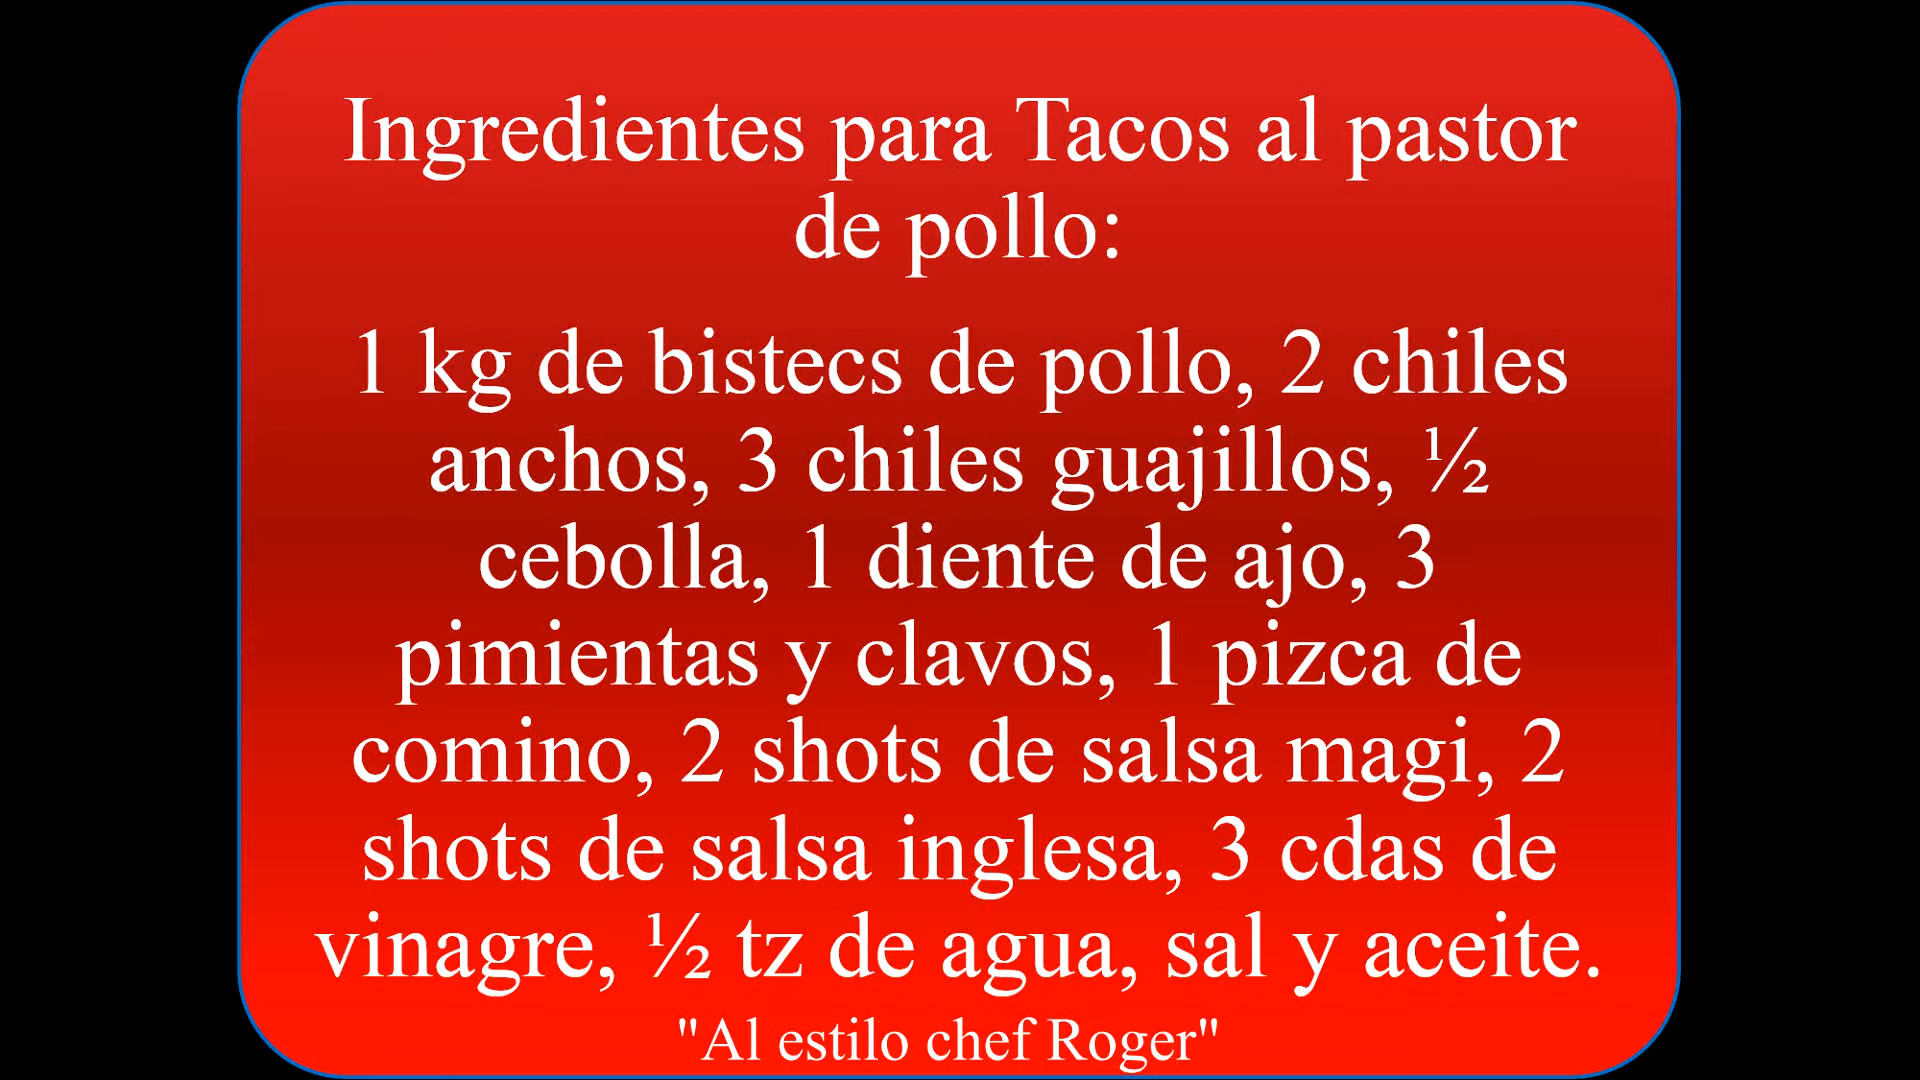 Ingredientes para Tacos al pastor
de pollo:
1 kg de bistecs de pollo, 2 chiles
anchos, 3 chiles guajillos, ½
cebolla, 1 diente de ajo, 3
pimientas y clavos, 1 pizca de
comino, 2 shots de salsa magi, 2
shots de salsa inglesa, 3 cdas de
vinagre, ½ tz de agua, sal y aceite.
"Al estilo chef Roger"